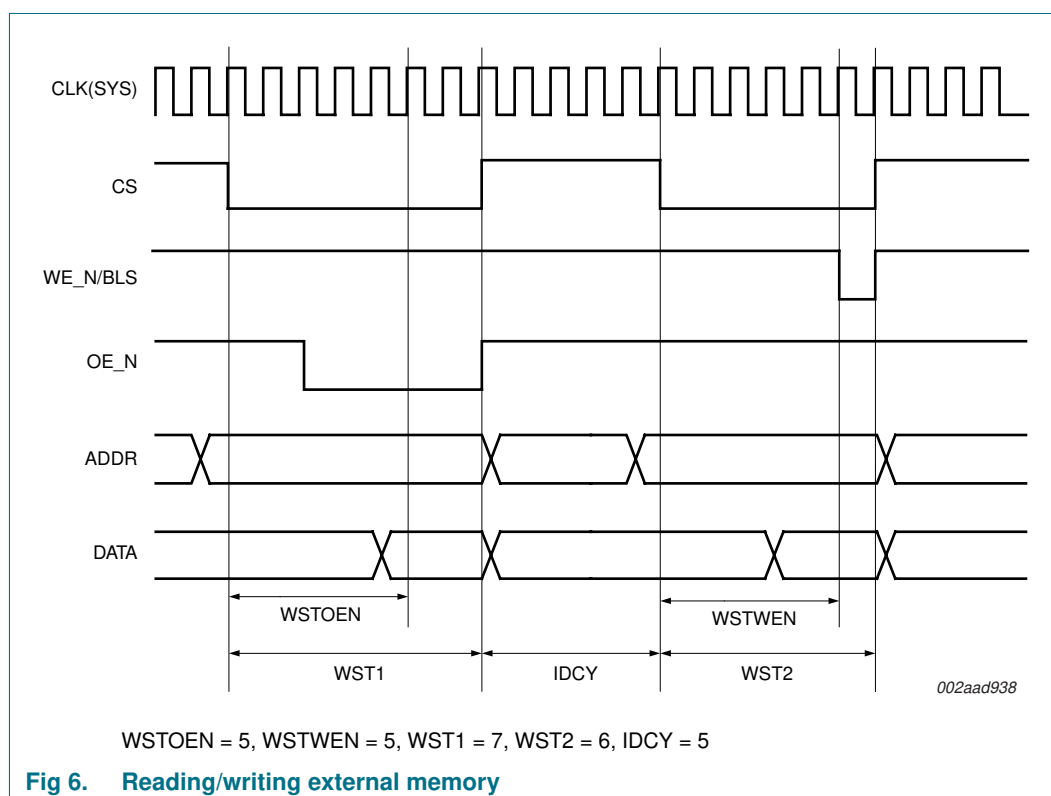 CLK(SYS)
CS
WE_N/BLS
OE_N
ADDR
DATA
WSTOEN
WSTWEN
WST1
IDCY
WST2
002aad938
WSTOEN = 5, WSTWEN = 5, WST1 = 7, WST2 = 6, IDCY = 5
Fig 6. Reading/writing external memory